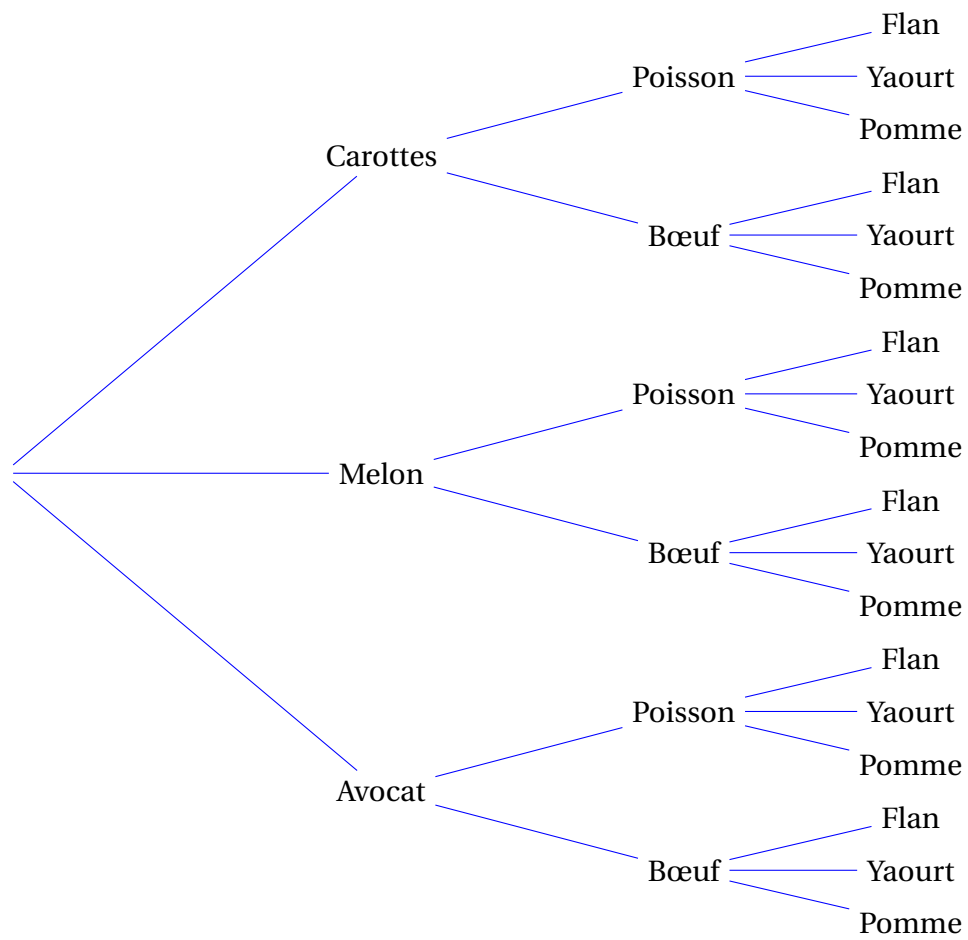 Flan
Poisson Yaourt
Pomme
Carottes
Flan
Bœuf Yaourt
Pomme
Flan
Poisson Yaourt
Pomme
Melon
Flan
Bœuf Yaourt
Pomme
Flan
Poisson Yaourt
Pomme
Avocat
Flan
Bœuf Yaourt
Pomme